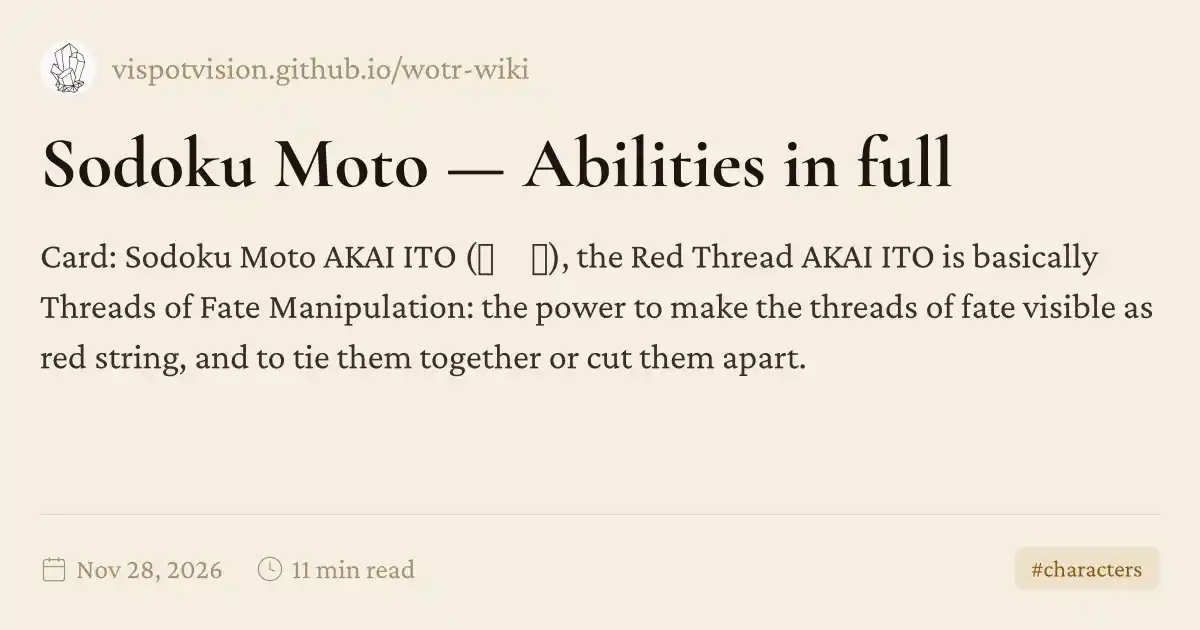 vispotvision.github.io/wotr-wiki
Sodoku Moto — Abilities in full
Card: Sodoku Moto AKAI ITO (▯ ▯), the Red Thread AKAI ITO is basically
Threads of Fate Manipulation: the power to make the threads of fate visible as
red string, and to tie them together or cut them apart.
Nov 28, 2026
11 min read
#characters